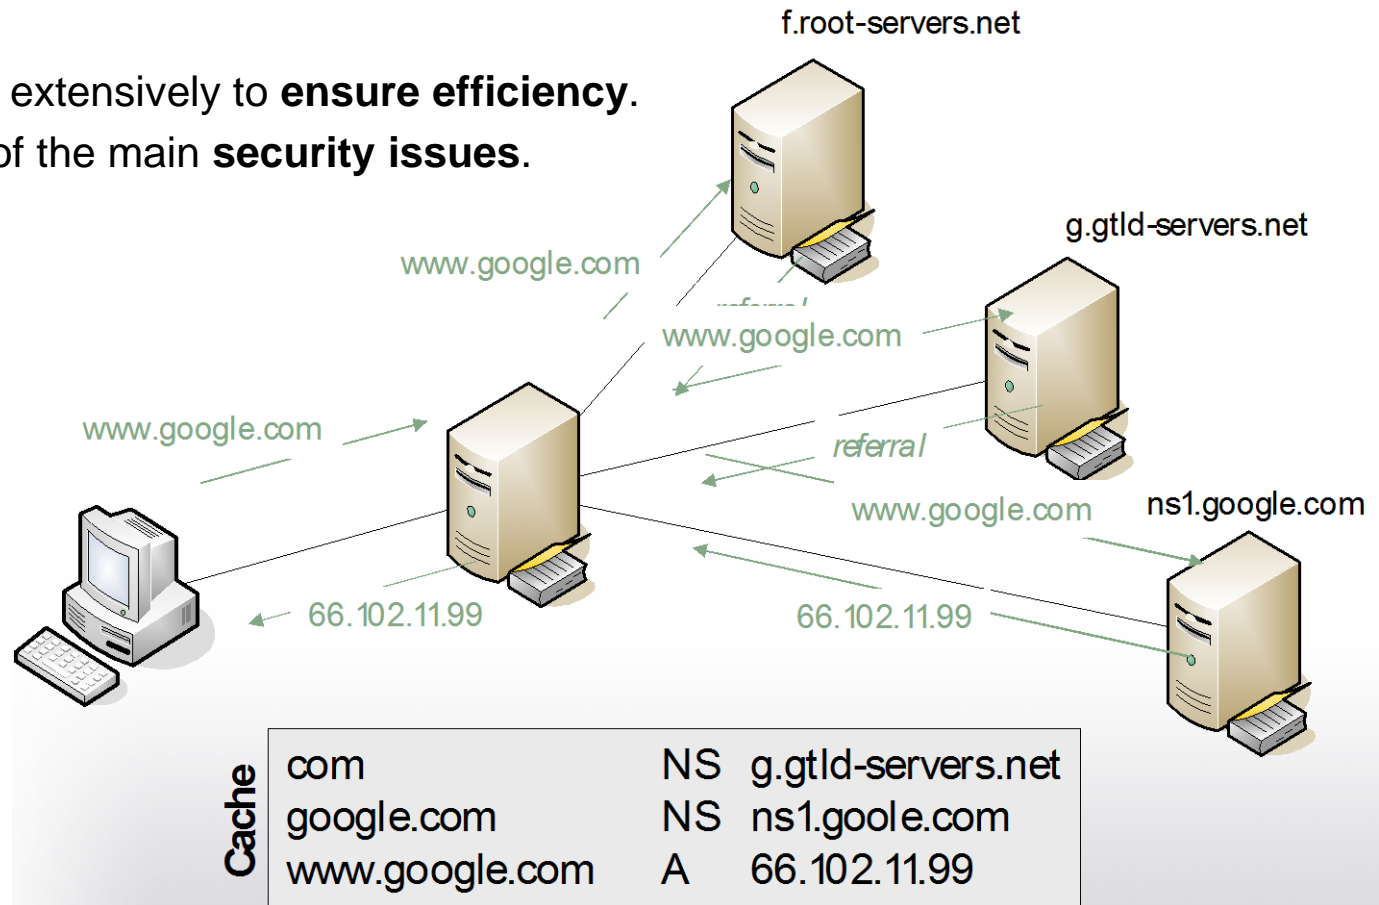 f.root-servers.net
extensively to ensure efficiency.
of the main security issues.
g.gtld-servers.net
www.google.com
referral
www.google.com
www.google.com
referral
www.google.com
ns1.google.com
66.102.11.99
66.102.11.99
Cache
com NS g.gtld-servers.net
google.com NS ns1.goole.com
www.google.com A 66.102.11.99